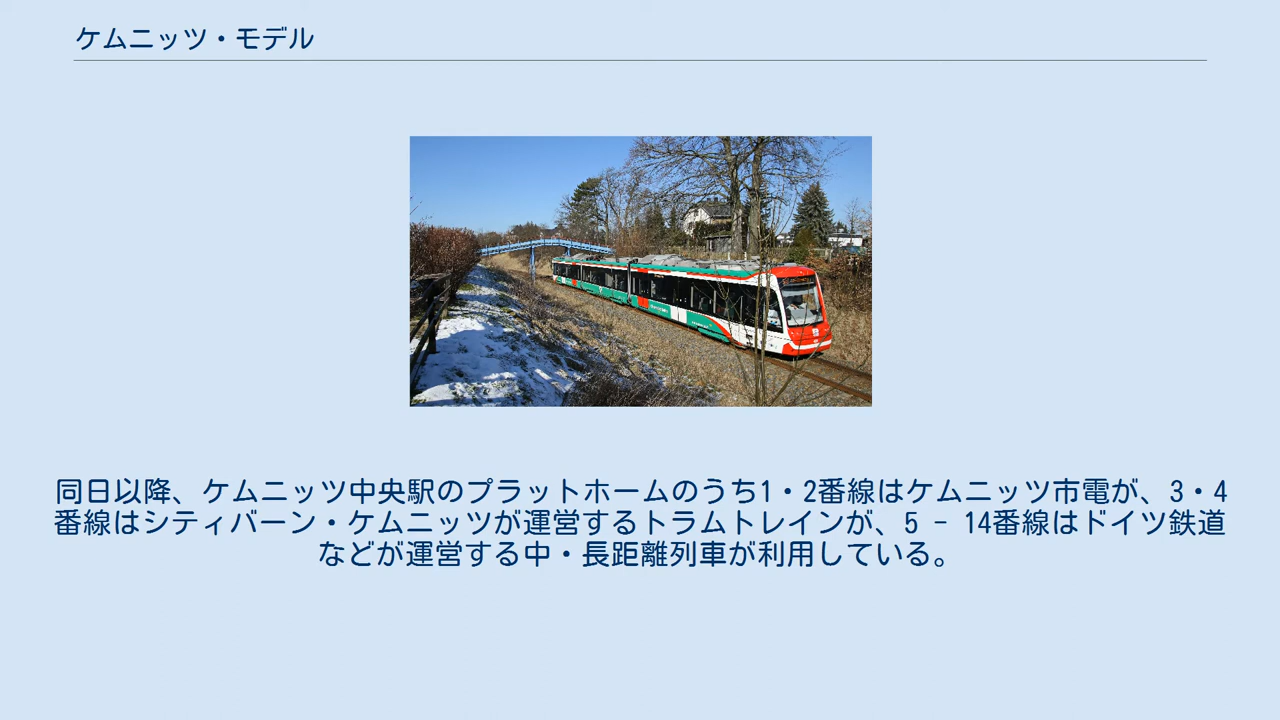 ケムニッツ・モデル
同日以降、ケムニッツ中央駅のプラットホームのうち1・2番線はケムニッツ市電が、3・4
番線はシティバーン・ケムニッツが運営するトラムトレインが、5 - 14番線はドイツ鉄道
などが運営する中・長距離列車が利用している。